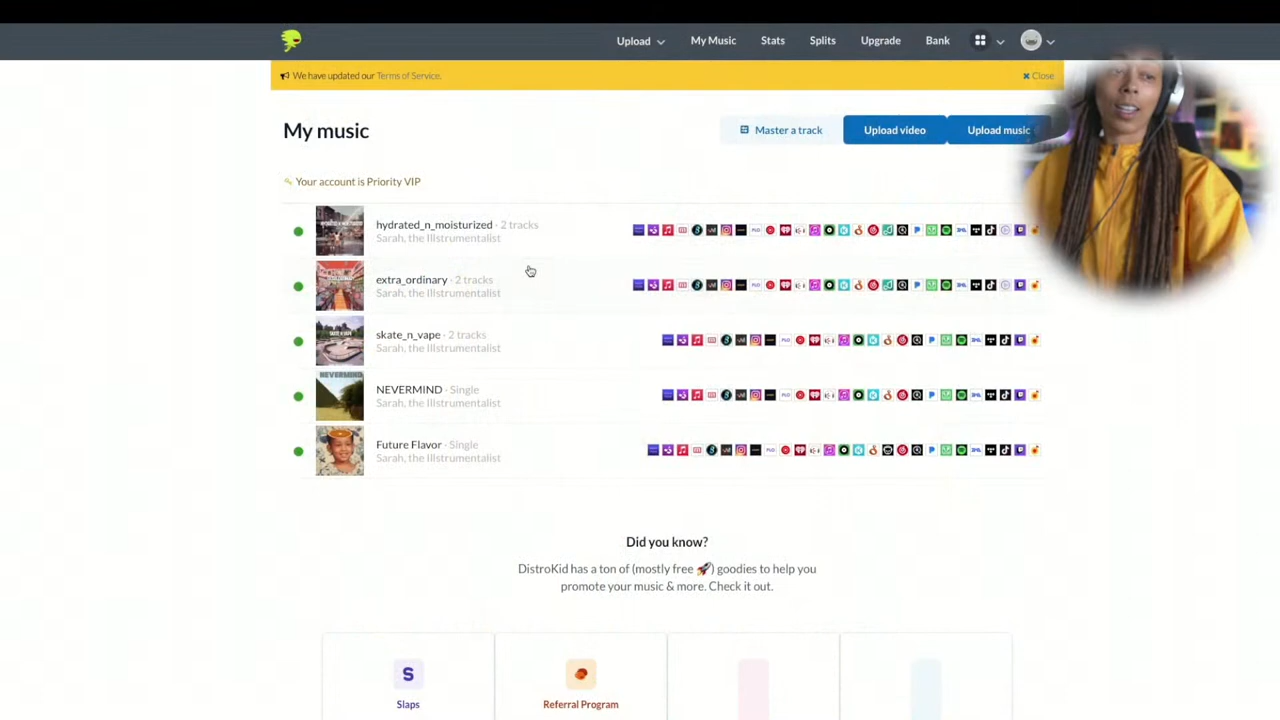 Upload My Music Stats Splits Upgrade Bank
We have updated our Terms of Service. Close
My music
Master a track Upload video Upload music
Your account is Priority VIP
hydrated_n_moisturized · 2 tracks
Sarah, the Illstrumentalist
extra_ordinary · 2 tracks
Sarah, the Illstrumentalist
skate_n_vape · 2 tracks
Sarah, the Illstrumentalist
NEVERMIND · Single
Sarah, the Illstrumentalist
Future Flavor · Single
Sarah, the Illstrumentalist
Did you know?
DistroKid has a ton of (mostly free 🚀) goodies to help you
promote your music & more. Check it out.
S
Slaps Referral Program